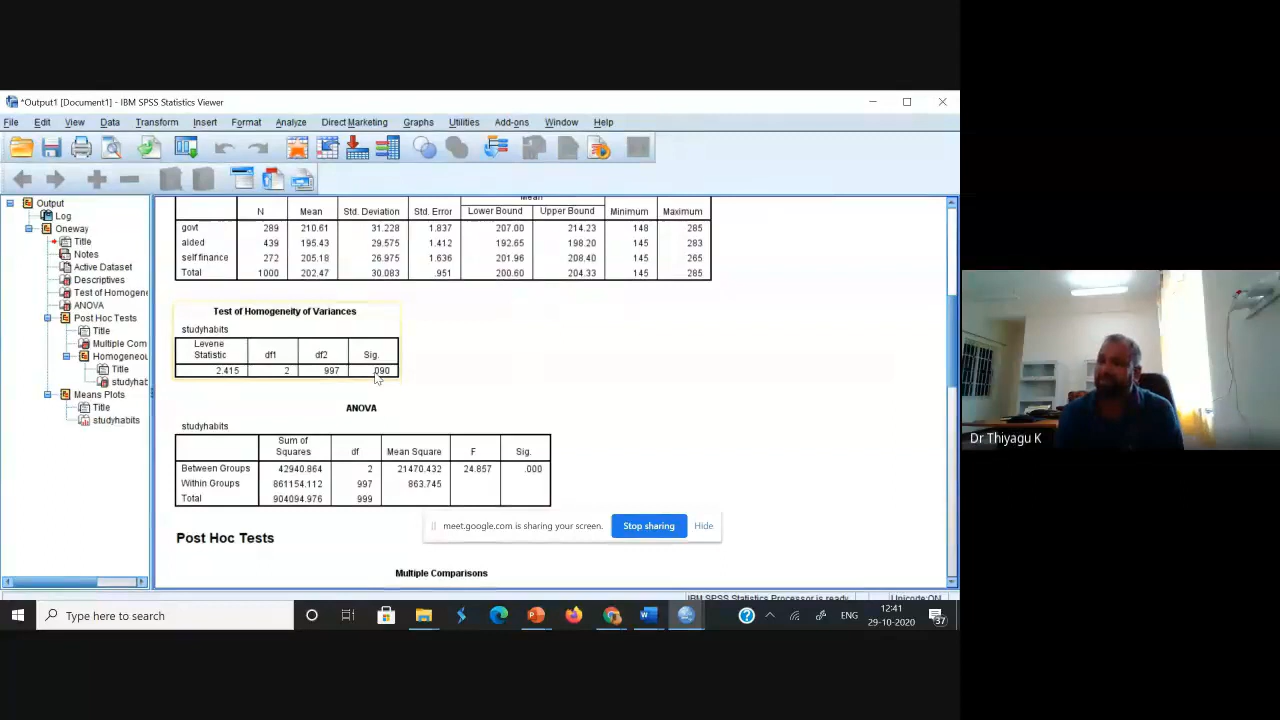 *Output1 [Document1] - IBM SPSS Statistics Viewer
File Edit View Data Transform Insert Format Analyze Direct Marketing Graphs Utilities Add-ons Window Help
Output
Log
Oneway
Title
Notes
Active Dataset
Descriptives
Test of Homogen
ANOVA
Post Hoc Tests
Title
Multiple Com
Homogeneou
Title
studyhab
Means Plots
Title
studyhabits
Mean
N Mean Std. Deviation Std. Error Lower Bound Upper Bound Minimum Maximum
govt 289 210.61 31.228 1.837 207.00 214.23 148 285
aided 439 195.43 29.575 1.412 192.65 198.20 145 283
self finance 272 205.18 26.975 1.636 201.96 208.40 145 265
Total 1000 202.47 30.083 .951 200.60 204.33 145 285
Test of Homogeneity of Variances
studyhabits
Levene Statistic df1 df2 Sig.
2.415 2 997 .090
ANOVA
studyhabits
Sum of Squares df Mean Square F Sig.
Between Groups 42940.864 2 21470.432 24.857 .000
Within Groups 861154.112 997 863.745
Total 904094.976 999
meet.google.com is sharing your screen. Stop sharing Hide
Post Hoc Tests
Multiple Comparisons
IBM SPSS Statistics Processor is ready Unicode:ON
Type here to search
ENG
12:41
29-10-2020
37
Dr Thiyagu K